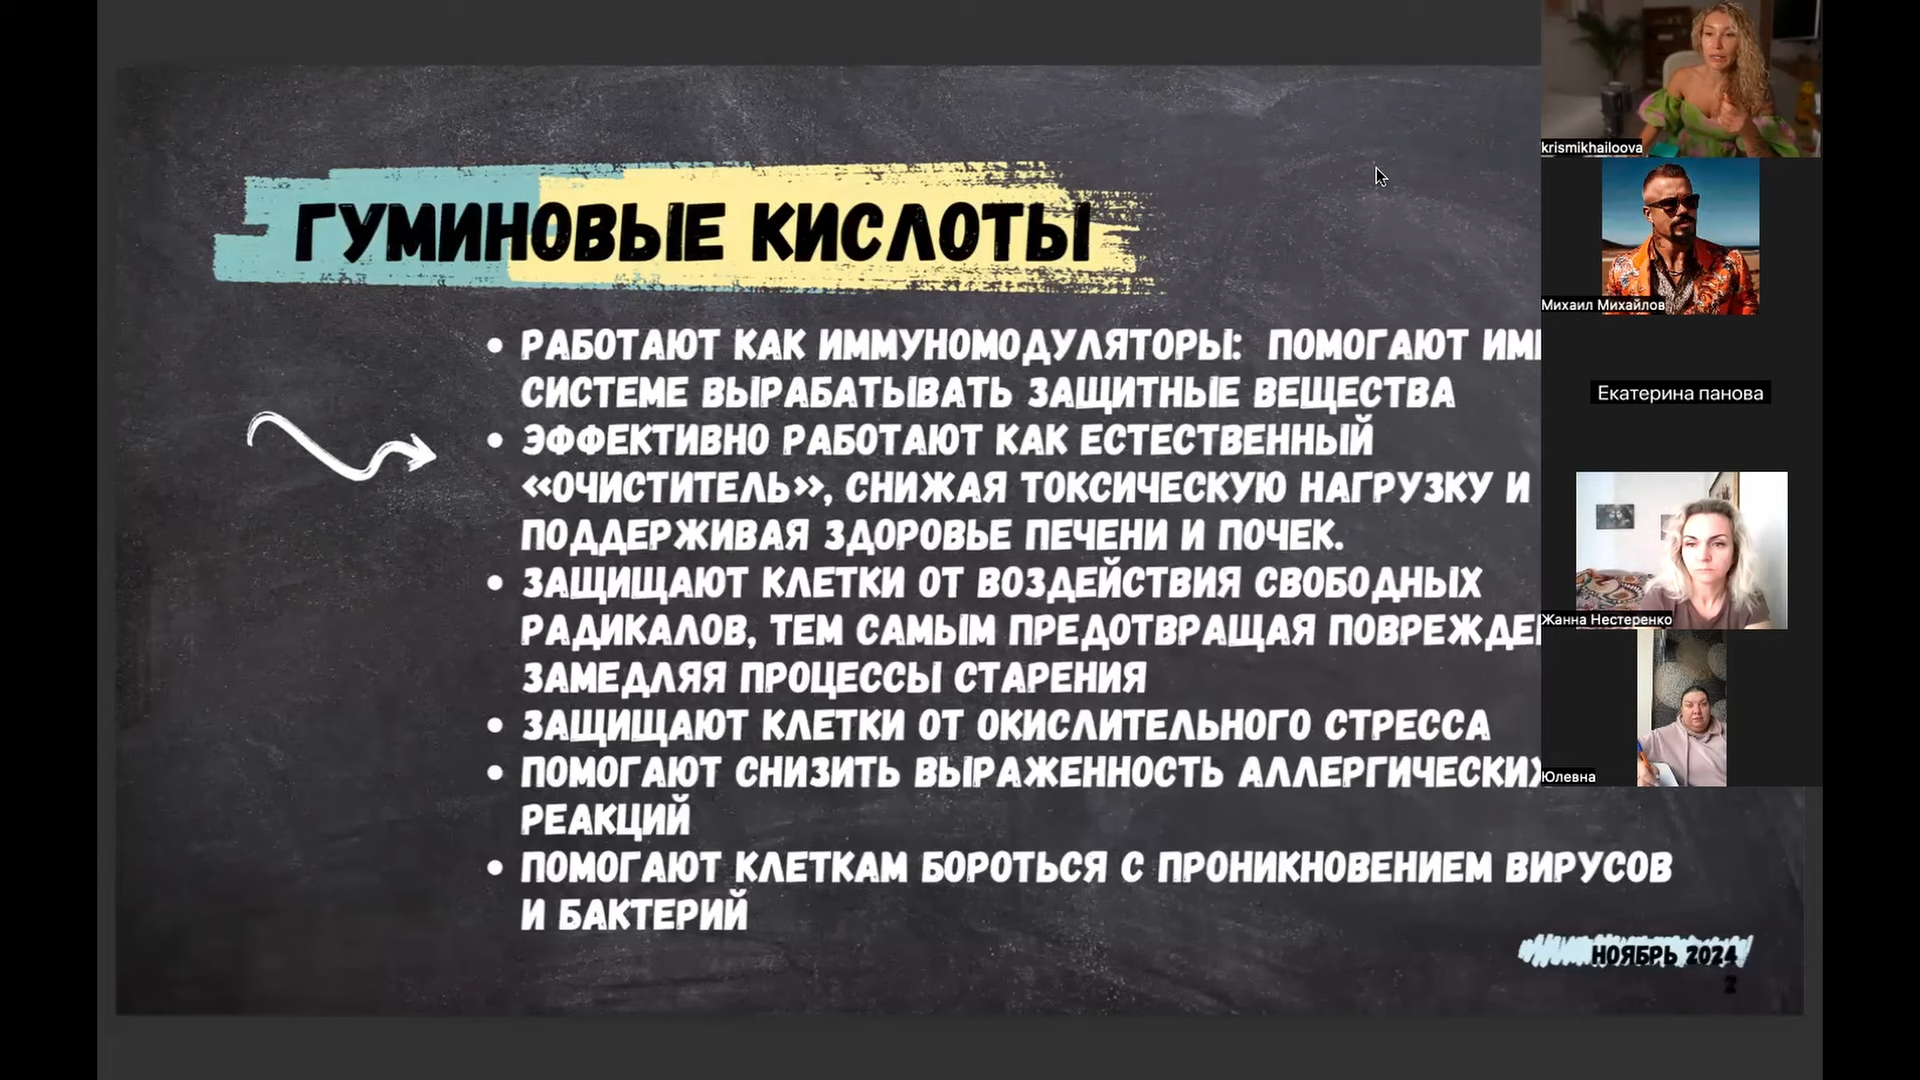 ГУМИНОВЫЕ КИСЛОТЫ
• РАБОТАЮТ КАК ИММУНОМОДУЛЯТОРЫ: ПОМОГАЮТ
СИСТЕМЕ ВЫРАБАТЫВАТЬ ЗАЩИТНЫЕ ВЕЩЕСТВА
• ЭФФЕКТИВНО РАБОТАЮТ КАК ЕСТЕСТВЕННЫЙ
«ОЧИСТИТЕЛЬ», СНИЖАЯ ТОКСИЧЕСКУЮ НАГРУЗКУ И
ПОДДЕРЖИВАЯ ЗДОРОВЬЕ ПЕЧЕНИ И ПОЧЕК.
• ЗАЩИЩАЮТ КЛЕТКИ ОТ ВОЗДЕЙСТВИЯ СВОБОДНЫХ
РАДИКАЛОВ, ТЕМ САМЫМ ПРЕДОТВРАЩАЯ
ЗАМЕДЛЯЯ ПРОЦЕССЫ СТАРЕНИЯ
• ЗАЩИЩАЮТ КЛЕТКИ ОТ ОКИСЛИТЕЛЬНОГО СТРЕССА
• ПОМОГАЮТ СНИЗИТЬ ВЫРАЖЕННОСТЬ АЛЛЕРГИЧЕСКИХ
РЕАКЦИЙ
• ПОМОГАЮТ КЛЕТКАМ БОРОТЬСЯ С ПРОНИКНОВЕНИЕМ ВИРУСОВ
И БАКТЕРИЙ
НОЯБРЬ 2024
2
krismikhailoova
Михаил Михайлов
Екатерина панова
Жанна Нестеренко
Юлевна